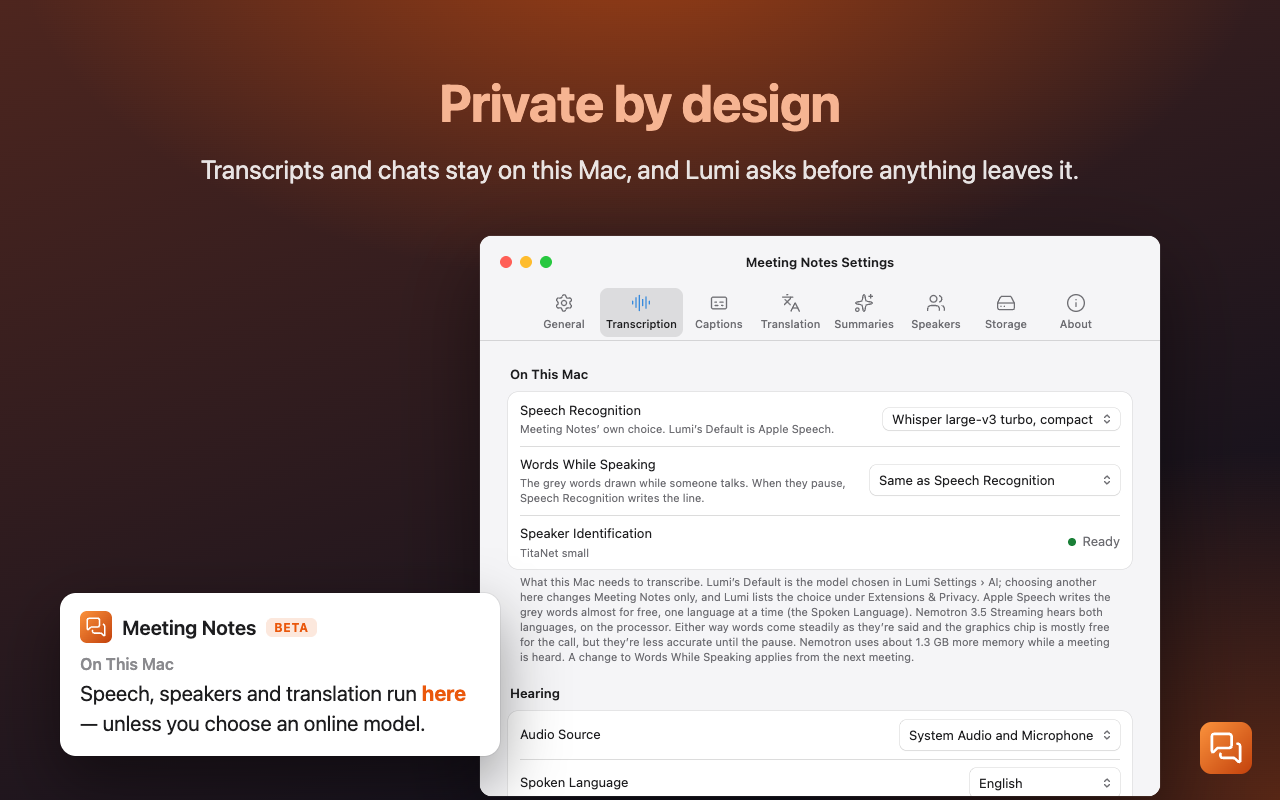 Private by design
Transcripts and chats stay on this Mac, and Lumi asks before anything leaves it.
Meeting Notes Settings
General
Transcription
Captions
Translation
Summaries
Speakers
Storage
About
On This Mac
Speech Recognition
Whisper large-v3 turbo, compact
Meeting Notes’ own choice. Lumi’s Default is Apple Speech.
Words While Speaking
Same as Speech Recognition
The grey words drawn while someone talks. When they pause,
Speech Recognition writes the line.
Speaker Identification
Ready
TitaNet small
What this Mac needs to transcribe. Lumi’s Default is the model chosen in Lumi Settings › AI; choosing another
here changes Meeting Notes only, and Lumi lists the choice under Extensions & Privacy. Apple Speech writes the
grey words almost for free, one language at a time (the Spoken Language). Nemotron 3.5 Streaming hears both
languages, on the processor. Either way words come steadily as they’re said and the graphics chip is mostly free
for the call, but they’re less accurate until the pause. Nemotron uses about 1.3 GB more memory while a meeting
is heard. A change to Words While Speaking applies from the next meeting.
Hearing
Audio Source
System Audio and Microphone
Spoken Language
English
Meeting Notes
BETA
On This Mac
Speech, speakers and translation run here
— unless you choose an online model.